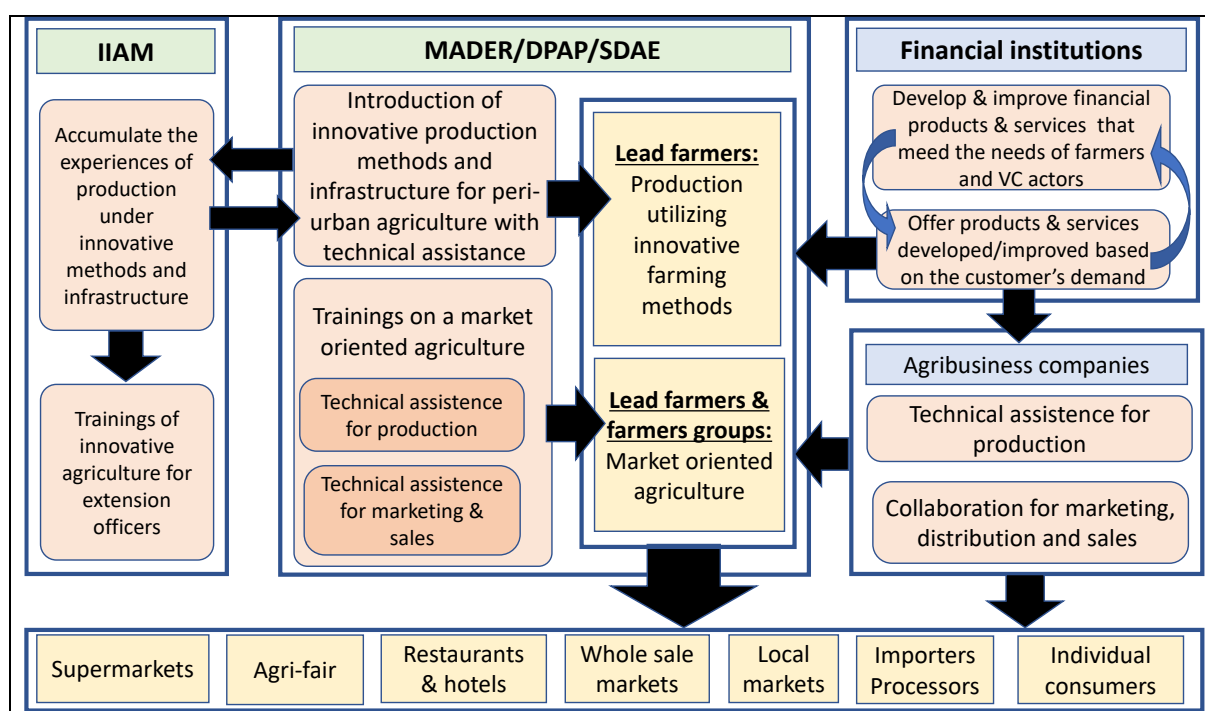 IIAM
Accumulate the
experiences of
production
under
innovative
methods and
infrastructure
Trainings of
innovative
agriculture for
extension
officers
MADER/DPAP/SDAE
Introduction of
innovative production
methods and
infrastructure for peri-
urban agriculture with
technical assistance
Trainings on a market
oriented agriculture
Technical assistence
for production
Technical assistence
for marketing &
sales
Lead farmers:
Production
utilizing
innovative
farming
methods
Lead farmers &
farmers groups:
Market oriented
agriculture
Financial institutions
Develop & improve financial
products & services that
meed the needs of farmers
and VC actors
Offer products & services
developed/improved based
on the customer’s demand
Agribusiness companies
Technical assistence for
production
Collaboration for marketing,
distribution and sales
Supermarkets
Agri-fair
Restaurants
& hotels
Whole sale
markets
Local
markets
Importers
Processors
Individual
consumers